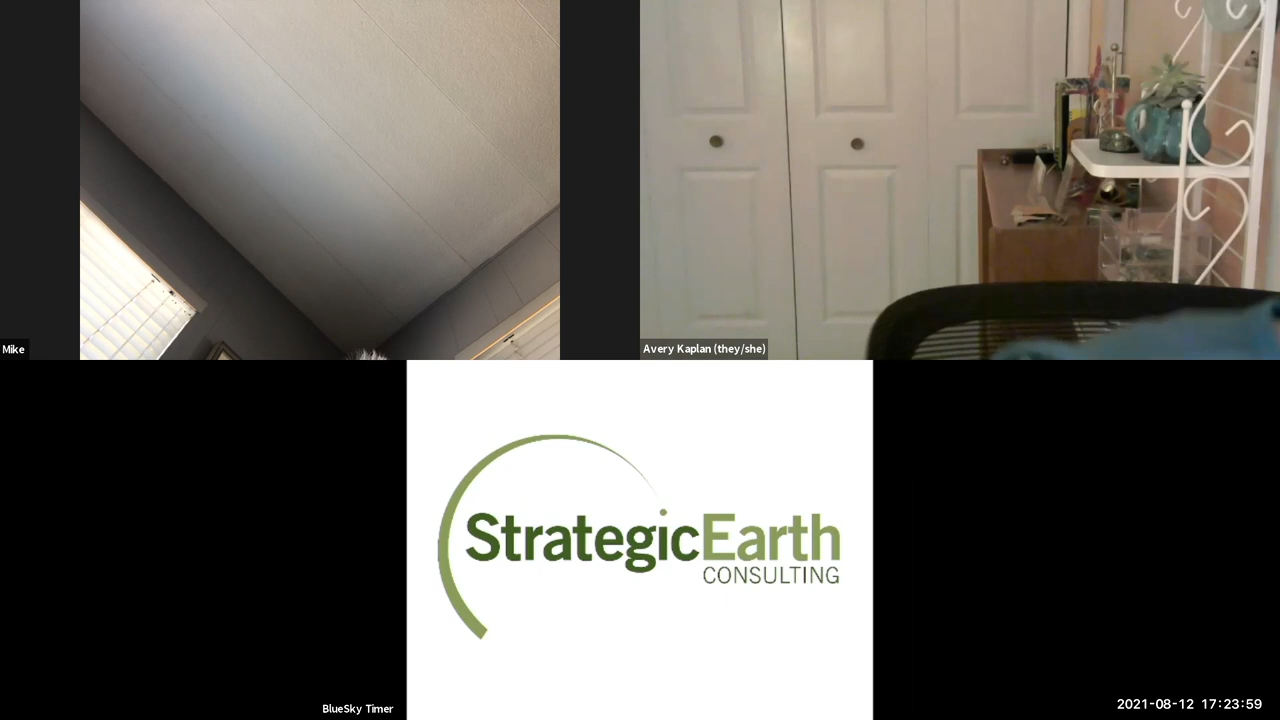 Mike
Avery Kaplan (they/she)
StrategicEarth
CONSULTING
BlueSky Timer
2021-08-12 17:23:59